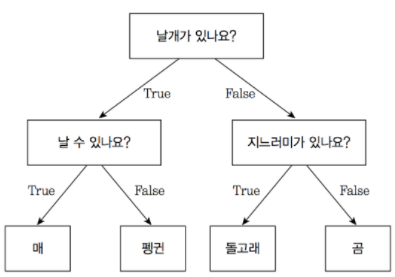 날개가 있나요?
True
False
날 수 있나요?
지느러미가 있나요?
True
False
True
False
매
펭귄
돌고래
곰